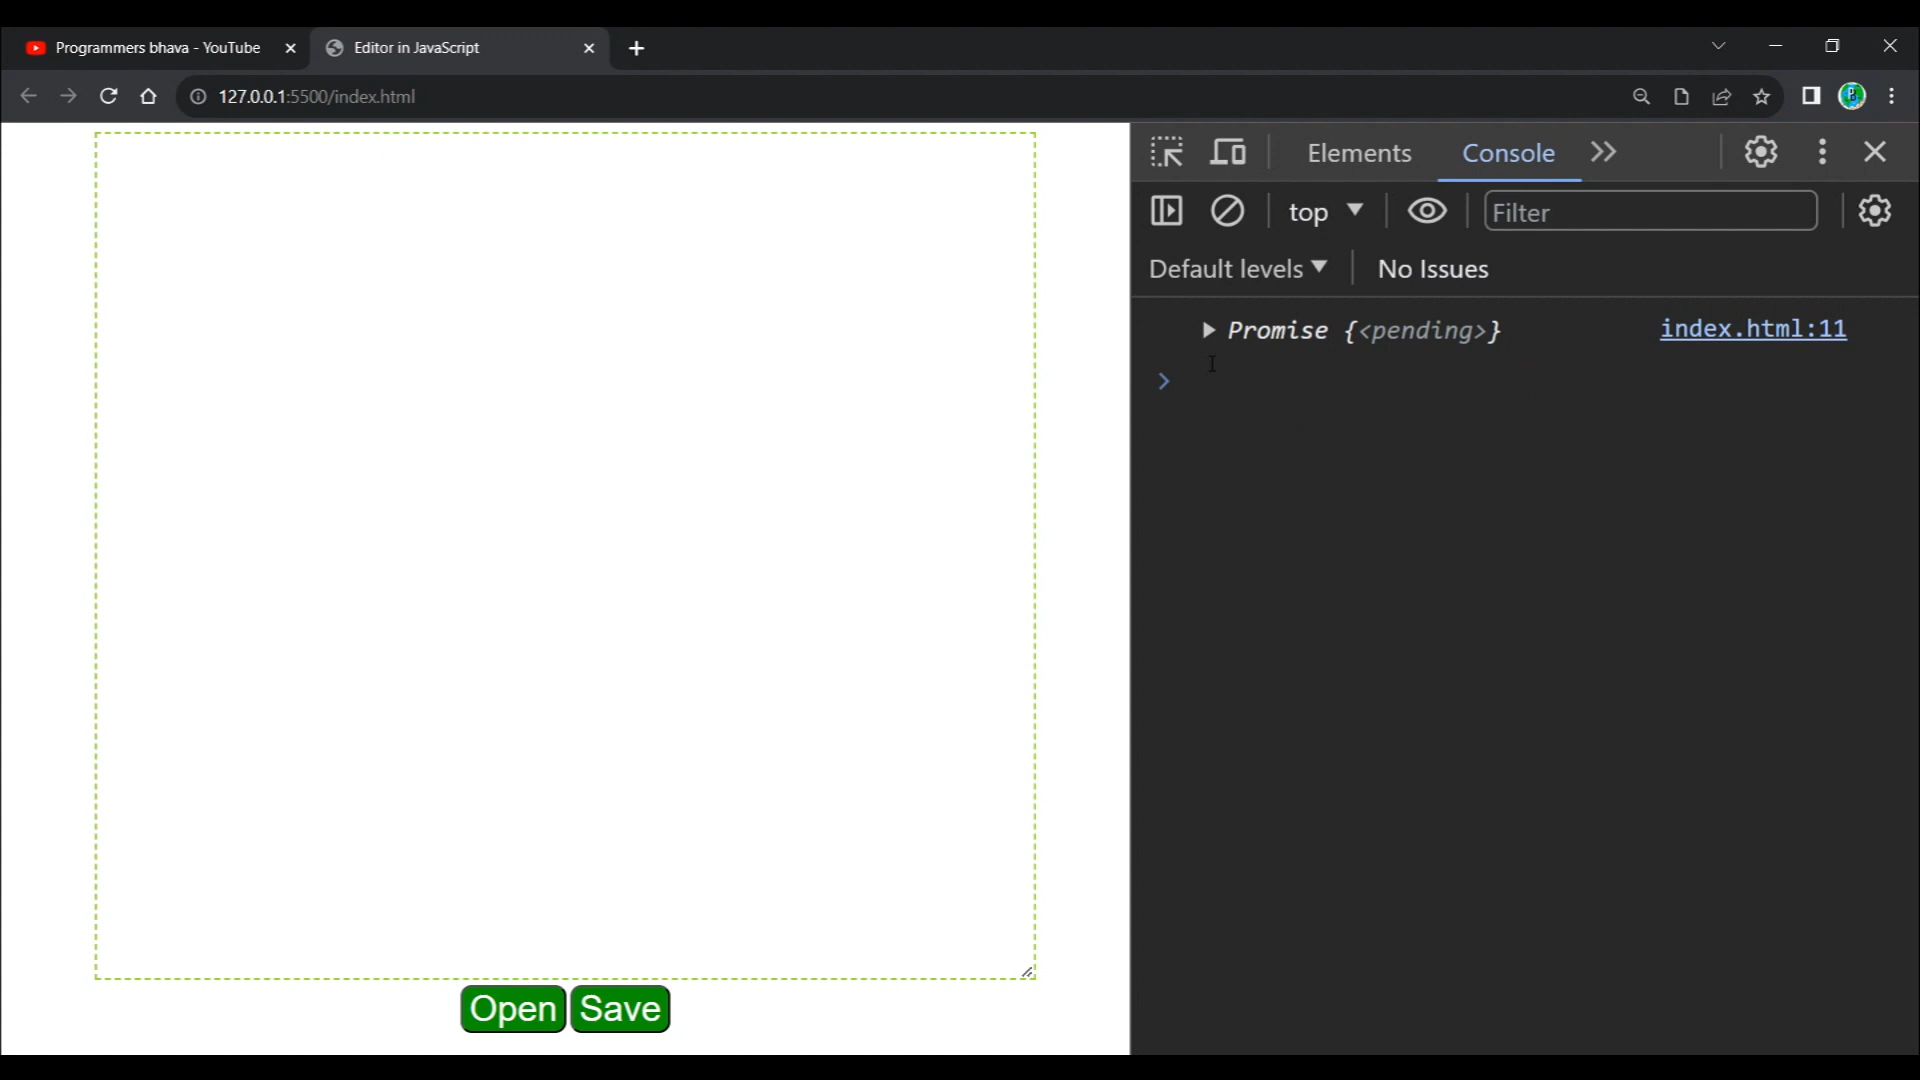 Programmers bhava - YouTube
Editor in JavaScript
127.0.0.1:5500/index.html
Elements
Console
top
Filter
Default levels
No Issues
Promise {<pending>}
index.html:11
Open
Save